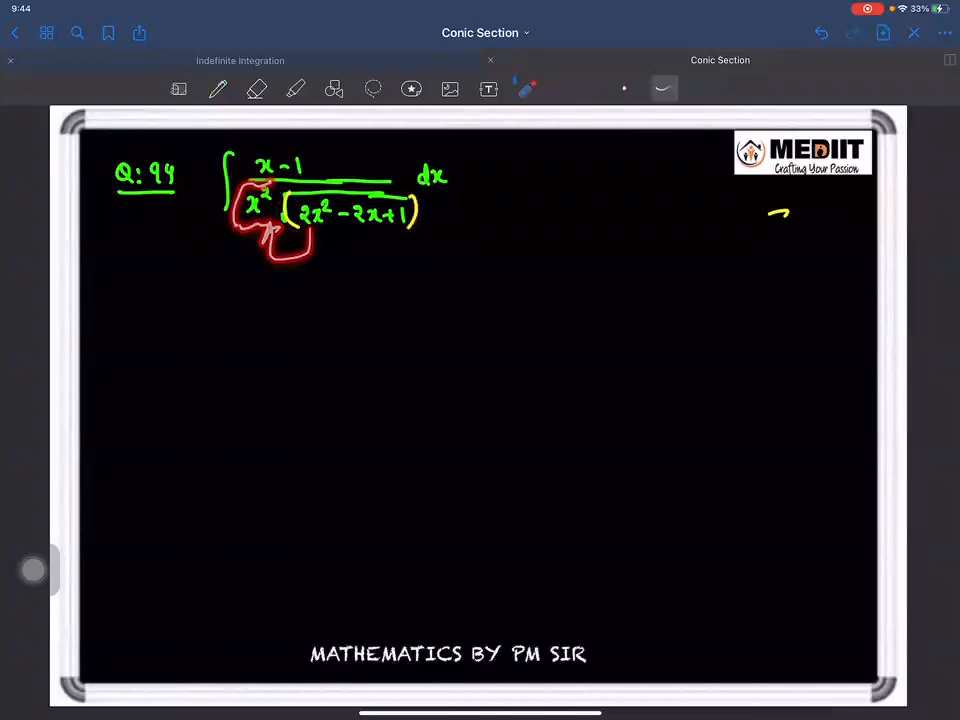 9:44
33%
Conic Section
Indefinite Integration
Conic Section
MEDIIT
Crafting Your Passion
Q: 94 ∫ (x - 1) / (x² √(2x² - 2x + 1)) dx
MATHEMATICS BY PM SIR